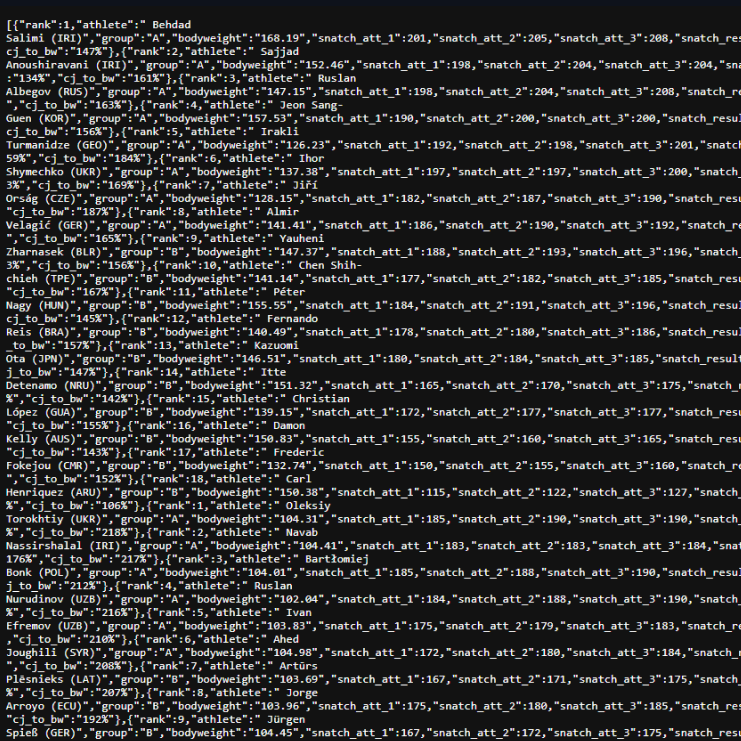 [{"rank":1,"athlete":" Behdad
Salimi (IRI)","group":"A","bodyweight":"168.19","snatch_att_1":201,"snatch_att_2":205,"snatch_att_3":208,"snatch_res
cj_to_bw":"147%"},{"rank":2,"athlete":" Sajjad
Anoushiravani (IRI)","group":"A","bodyweight":"152.46","snatch_att_1":198,"snatch_att_2":204,"snatch_att_3":204,"sna
:"134%","cj_to_bw":"161%"},{"rank":3,"athlete":" Ruslan
Albegov (RUS)","group":"A","bodyweight":"147.15","snatch_att_1":198,"snatch_att_2":204,"snatch_att_3":208,"snatch_re
","cj_to_bw":"163%"},{"rank":4,"athlete":" Jeon Sang-
Guen (KOR)","group":"A","bodyweight":"157.53","snatch_att_1":190,"snatch_att_2":200,"snatch_att_3":200,"snatch_resul
cj_to_bw":"156%"},{"rank":5,"athlete":" Irakli
Turmanidze (GEO)","group":"A","bodyweight":"126.23","snatch_att_1":192,"snatch_att_2":198,"snatch_att_3":201,"snatch
59%","cj_to_bw":"184%"},{"rank":6,"athlete":" Ihor
Shymechko (UKR)","group":"A","bodyweight":"137.38","snatch_att_1":197,"snatch_att_2":197,"snatch_att_3":200,"snatch_
3%","cj_to_bw":"169%"},{"rank":7,"athlete":" Jiří
Orság (CZE)","group":"A","bodyweight":"128.15","snatch_att_1":182,"snatch_att_2":187,"snatch_att_3":190,"snatch_resu
"cj_to_bw":"187%"},{"rank":8,"athlete":" Almir
Velagić (GER)","group":"A","bodyweight":"141.41","snatch_att_1":186,"snatch_att_2":190,"snatch_att_3":192,"snatch_re
","cj_to_bw":"165%"},{"rank":9,"athlete":" Yauheni
Zharnasek (BLR)","group":"B","bodyweight":"147.37","snatch_att_1":188,"snatch_att_2":193,"snatch_att_3":196,"snatch_
3%","cj_to_bw":"156%"},{"rank":10,"athlete":" Chen Shih-
chieh (TPE)","group":"B","bodyweight":"141.14","snatch_att_1":177,"snatch_att_2":182,"snatch_att_3":185,"snatch_resu
"cj_to_bw":"167%"},{"rank":11,"athlete":" Péter
Nagy (HUN)","group":"B","bodyweight":"155.55","snatch_att_1":184,"snatch_att_2":191,"snatch_att_3":196,"snatch_resul
cj_to_bw":"145%"},{"rank":12,"athlete":" Fernando
Reis (BRA)","group":"B","bodyweight":"140.49","snatch_att_1":178,"snatch_att_2":180,"snatch_att_3":186,"snatch_resul
_to_bw":"157%"},{"rank":13,"athlete":" Kazuomi
Ota (JPN)","group":"B","bodyweight":"146.51","snatch_att_1":180,"snatch_att_2":184,"snatch_att_3":185,"snatch_result
j_to_bw":"147%"},{"rank":14,"athlete":" Itte
Detenamo (NRU)","group":"B","bodyweight":"151.32","snatch_att_1":165,"snatch_att_2":170,"snatch_att_3":175,"snatch_r
%","cj_to_bw":"142%"},{"rank":15,"athlete":" Christian
López (GUA)","group":"B","bodyweight":"139.15","snatch_att_1":172,"snatch_att_2":177,"snatch_att_3":177,"snatch_resu
"cj_to_bw":"155%"},{"rank":16,"athlete":" Damon
Kelly (AUS)","group":"B","bodyweight":"150.83","snatch_att_1":155,"snatch_att_2":160,"snatch_att_3":165,"snatch_resu
"cj_to_bw":"143%"},{"rank":17,"athlete":" Frederic
Fokejou (CMR)","group":"B","bodyweight":"132.74","snatch_att_1":150,"snatch_att_2":155,"snatch_att_3":160,"snatch_re
","cj_to_bw":"152%"},{"rank":18,"athlete":" Carl
Henriquez (ARU)","group":"B","bodyweight":"150.38","snatch_att_1":115,"snatch_att_2":122,"snatch_att_3":127,"snatch_
%","cj_to_bw":"106%"},{"rank":1,"athlete":" Oleksiy
Torokhtiy (UKR)","group":"A","bodyweight":"104.31","snatch_att_1":185,"snatch_att_2":190,"snatch_att_3":190,"snatch_
%","cj_to_bw":"218%"},{"rank":2,"athlete":" Navab
Nassirshalal (IRI)","group":"A","bodyweight":"104.41","snatch_att_1":183,"snatch_att_2":183,"snatch_att_3":184,"snat
176%","cj_to_bw":"217%"},{"rank":3,"athlete":" Bartłomiej
Bonk (POL)","group":"A","bodyweight":"104.01","snatch_att_1":185,"snatch_att_2":188,"snatch_att_3":190,"snatch_resul
j_to_bw":"212%"},{"rank":4,"athlete":" Ruslan
Nurudinov (UZB)","group":"A","bodyweight":"102.04","snatch_att_1":184,"snatch_att_2":188,"snatch_att_3":190,"snatch_
%","cj_to_bw":"216%"},{"rank":5,"athlete":" Ivan
Efremov (UZB)","group":"A","bodyweight":"103.83","snatch_att_1":175,"snatch_att_2":179,"snatch_att_3":183,"snatch_re
,"cj_to_bw":"210%"},{"rank":6,"athlete":" Ahed
Joughili (SYR)","group":"A","bodyweight":"104.98","snatch_att_1":172,"snatch_att_2":180,"snatch_att_3":184,"snatch_r
","cj_to_bw":"208%"},{"rank":7,"athlete":" Artūrs
Plēsnieks (LAT)","group":"B","bodyweight":"103.69","snatch_att_1":167,"snatch_att_2":171,"snatch_att_3":175,"snatch_
%","cj_to_bw":"207%"},{"rank":8,"athlete":" Jorge
Arroyo (ECU)","group":"B","bodyweight":"103.96","snatch_att_1":175,"snatch_att_2":180,"snatch_att_3":185,"snatch_res
"cj_to_bw":"192%"},{"rank":9,"athlete":" Jürgen
Spieß (GER)","group":"B","bodyweight":"104.45","snatch_att_1":167,"snatch_att_2":172,"snatch_att_3":175,"snatch_resu